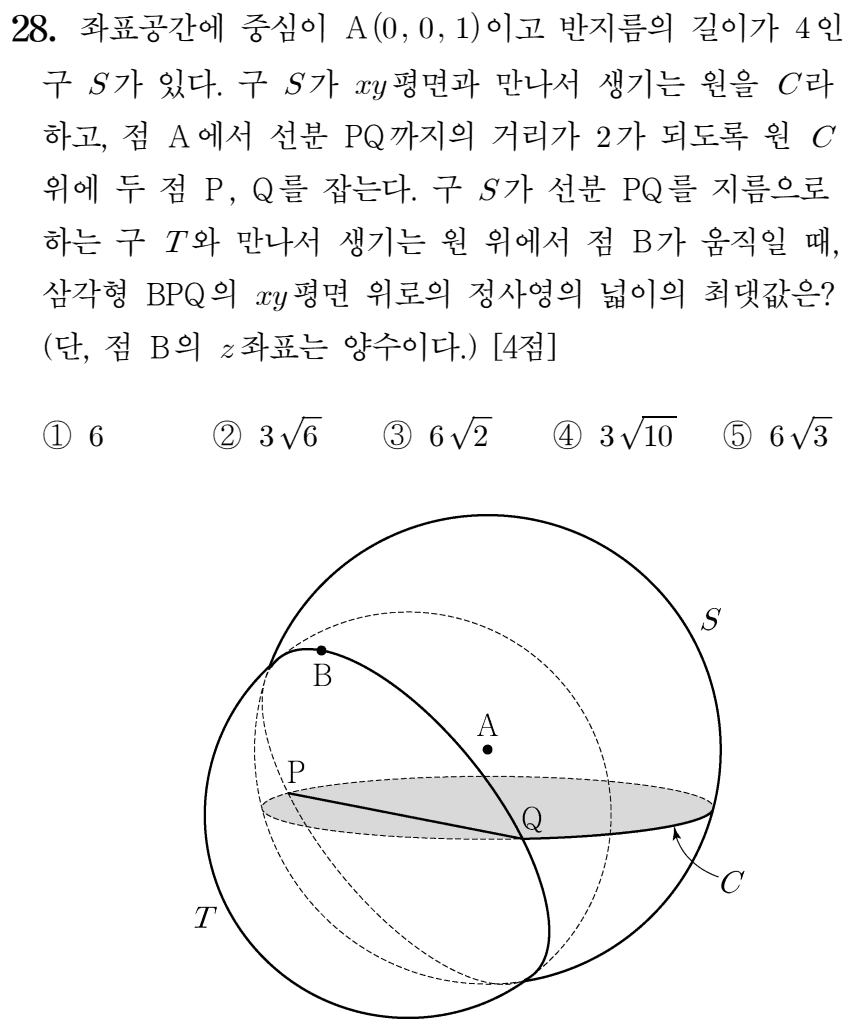 28. 좌표공간에 중심이 A(0, 0, 1)이고 반지름의 길이가 4인
구 S가 있다. 구 S가 xy평면과 만나서 생기는 원을 C라
하고, 점 A에서 선분 PQ까지의 거리가 2가 되도록 원 C
위에 두 점 P, Q를 잡는다. 구 S가 선분 PQ를 지름으로
하는 구 T와 만나서 생기는 원 위에서 점 B가 움직일 때,
삼각형 BPQ의 xy평면 위로의 정사영의 넓이의 최댓값은?
(단, 점 B의 z좌표는 양수이다.) [4점]
① 6 ② 3√6 ③ 6√2 ④ 3√10 ⑤ 6√3
S
B
A
P
Q
C
T